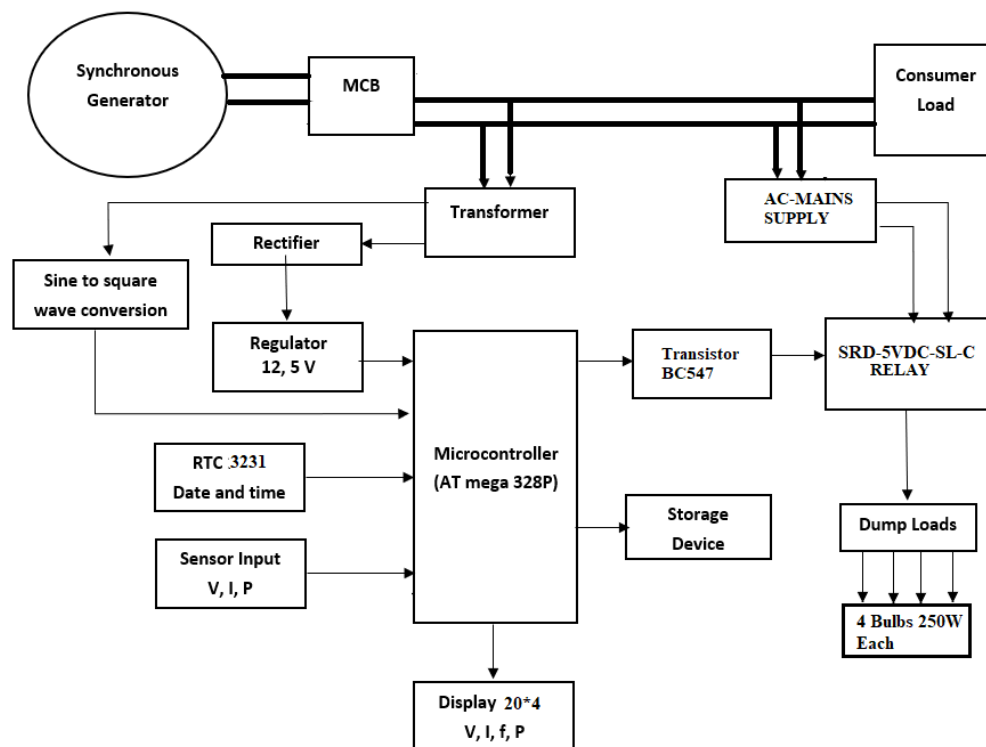 Synchronous
Generator
MCB
Consumer
Load
Transformer
AC-MAINS
SUPPLY
Rectifier
Sine to square
wave conversion
Regulator
12, 5 V
Transistor
BC547
SRD-5VDC-SL-C
RELAY
Microcontroller
(AT mega 328P)
RTC 3231
Date and time
Storage
Device
Dump Loads
Sensor Input
V, I, P
4 Bulbs 250W
Each
Display 20*4
V, I, f, P